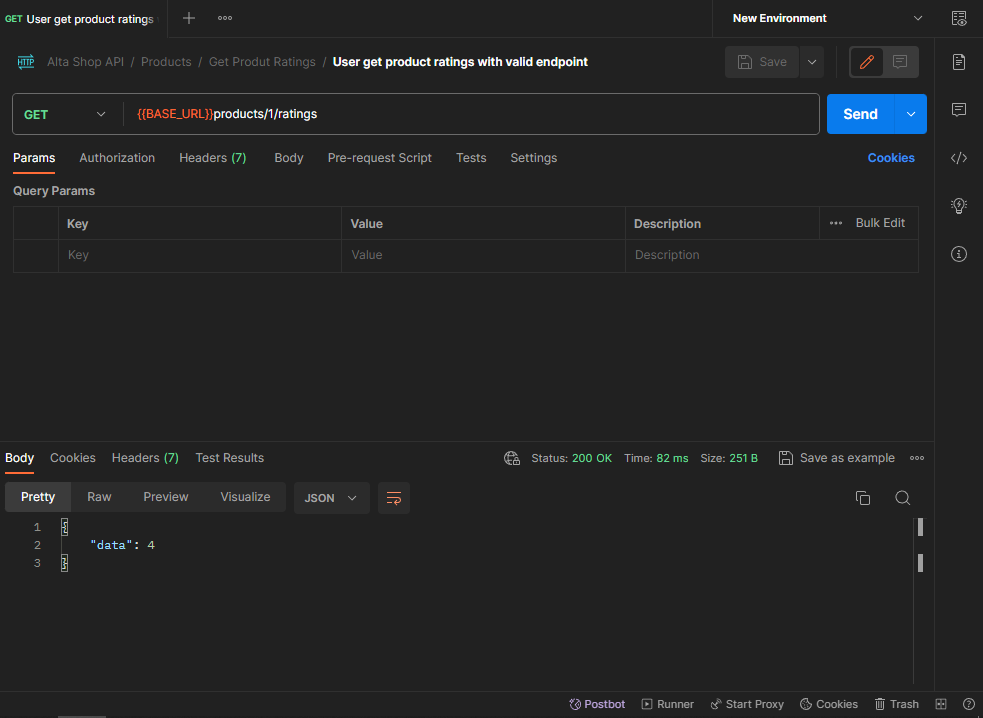 GET User get product ratings
New Environment
HTTP Alta Shop API / Products / Get Produt Ratings / User get product ratings with valid endpoint
Save
GET {{BASE_URL}}products/1/ratings
Send
Params Authorization Headers (7) Body Pre-request Script Tests Settings Cookies
Query Params
Key Value Description ••• Bulk Edit
Key Value Description
Body Cookies Headers (7) Test Results Status: 200 OK Time: 82 ms Size: 251 B Save as example
Pretty Raw Preview Visualize JSON
1 {
2 "data": 4
3 }
Postbot Runner Start Proxy Cookies Trash